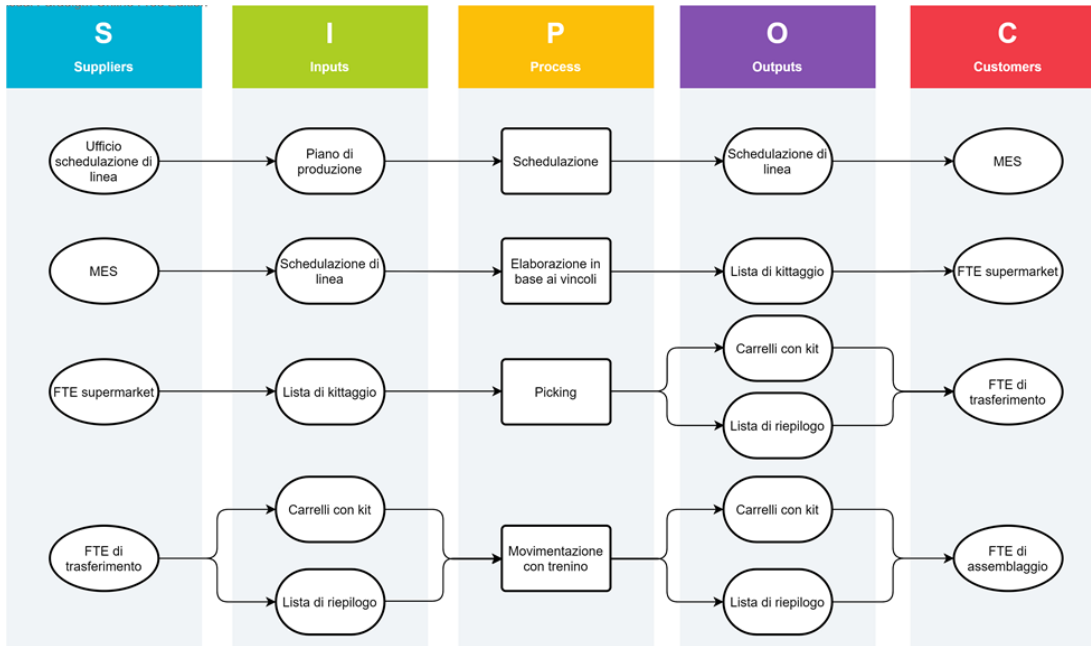 S
Suppliers
I
Inputs
P
Process
O
Outputs
C
Customers
Ufficio
schedulazione di
linea
Piano di
produzione
Schedulazione
Schedulazione di
linea
MES
MES
Schedulazione di
linea
Elaborazione in
base ai vincoli
Lista di kittaggio
FTE supermarket
FTE supermarket
Lista di kittaggio
Picking
Carrelli con kit
Lista di riepilogo
FTE di
trasferimento
FTE di
trasferimento
Carrelli con kit
Lista di riepilogo
Movimentazione
con trenino
Carrelli con kit
Lista di riepilogo
FTE di
assemblaggio